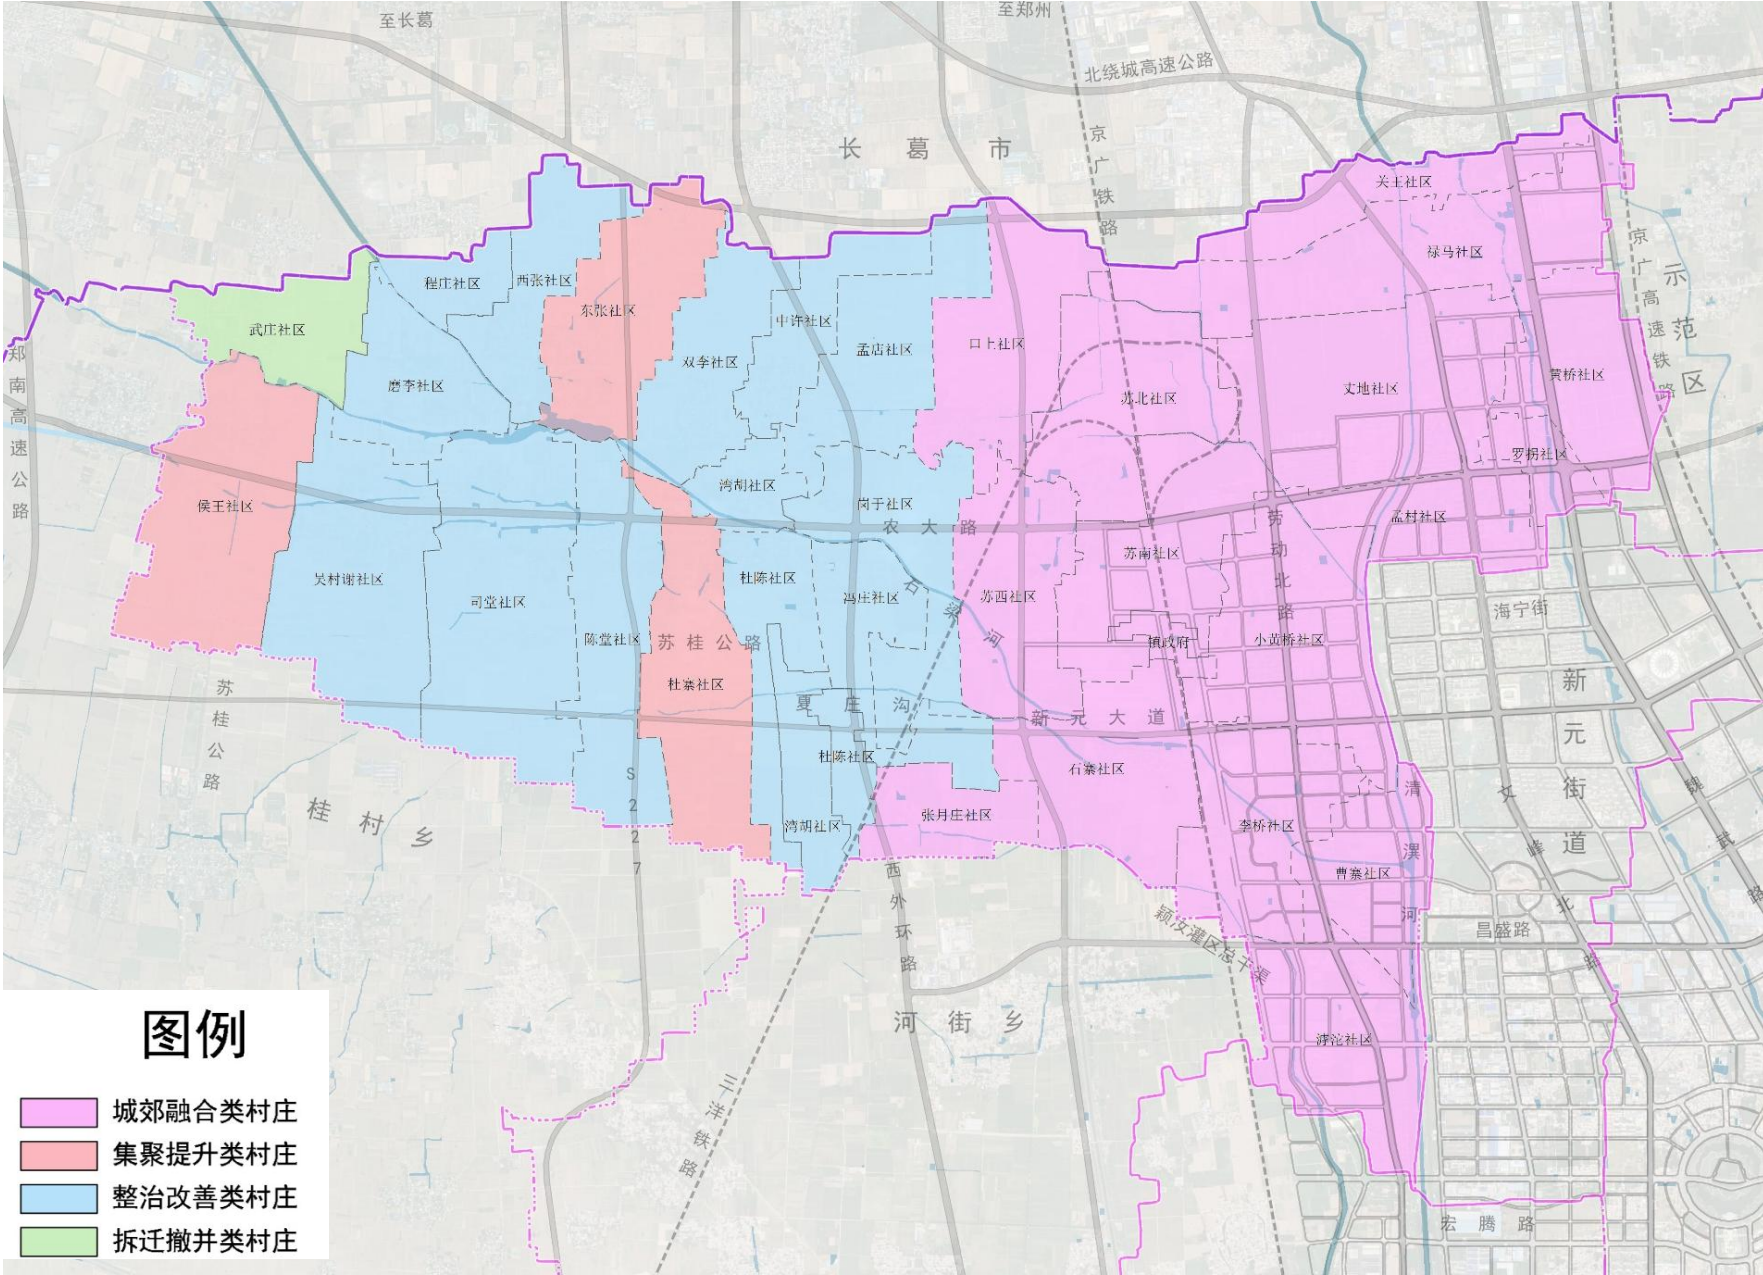 至长葛
至郑州
北绕城高速公路
长葛市
京广铁路
关王社区
禄马社区
京广高速铁路
示范区
程庄社区
西张社区
东张社区
武庄社区
中许社区
双李社区
孟店社区
口上社区
磨李社区
苏北社区
丈地社区
黄桥社区
郑南高速公路
罗拐社区
湾胡社区
岗于社区
侯王社区
农大路
孟村社区
劳动北路
苏南社区
吴村谢社区
司堂社区
杜陈社区
冯庄社区
石梁河
苏西社区
海宁街
陈堂社区
苏桂公路
镇政府
小黄桥社区
杜寨社区
苏桂公路
夏庄沟
新元大道
新元街道
杜陈社区
石寨社区
S227
清潩河
文峰北路
魏武路
桂村乡
湾胡社区
张月庄社区
李桥社区
曹寨社区
西外环路
颍汝灌区总干渠
昌盛路
河街乡
浮沱社区
三洋铁路
宏腾路
图例
城郊融合类村庄
集聚提升类村庄
整治改善类村庄
拆迁撤并类村庄